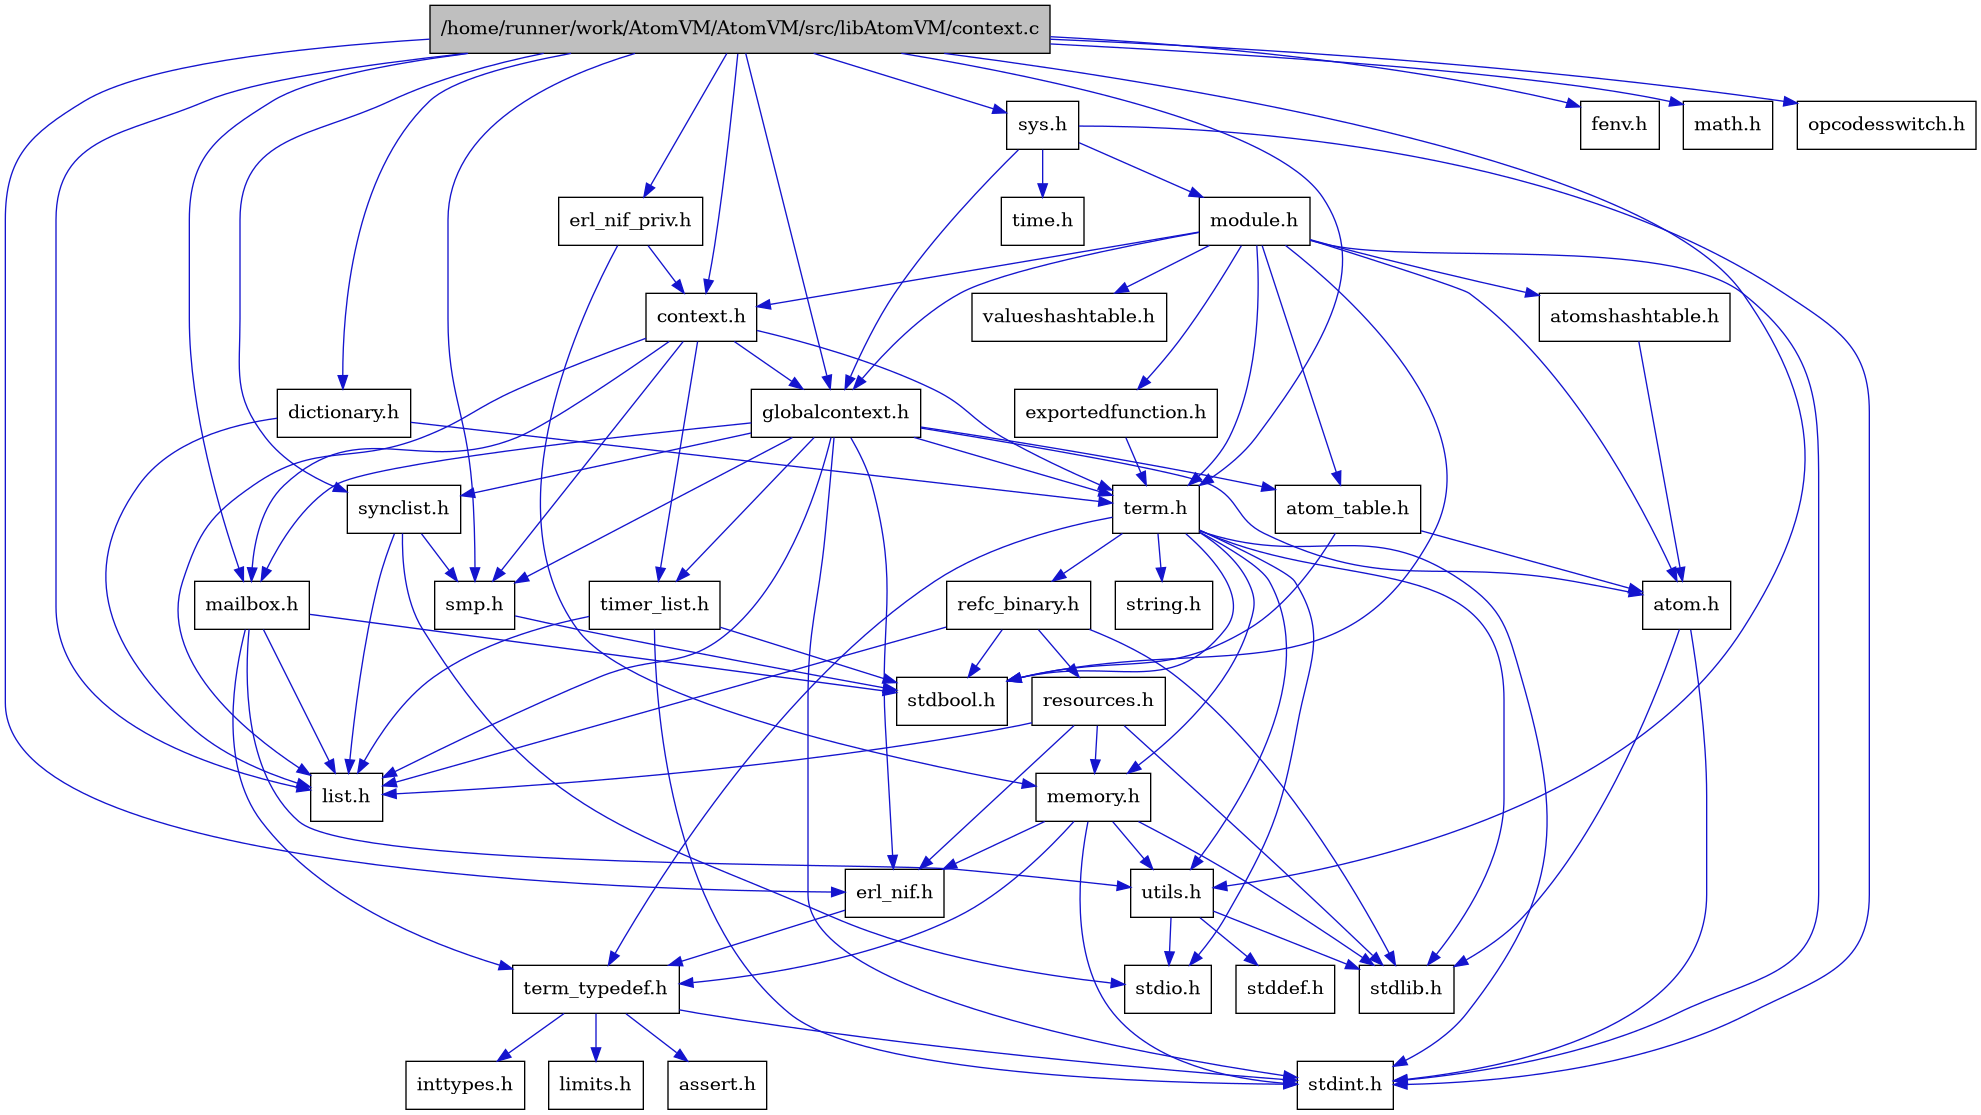 /home/runner/work/AtomVM/AtomVM/src/libAtomVM/context.c
sys.h
fenv.h
math.h
opcodesswitch.h
erl_nif_priv.h
time.h
module.h
context.h
valueshashtable.h
atomshashtable.h
dictionary.h
globalcontext.h
exportedfunction.h
synclist.h
term.h
atom_table.h
mailbox.h
smp.h
timer_list.h
refc_binary.h
string.h
atom.h
stdbool.h
resources.h
list.h
memory.h
erl_nif.h
utils.h
term_typedef.h
stdio.h
stddef.h
stdlib.h
inttypes.h
limits.h
assert.h
stdint.h